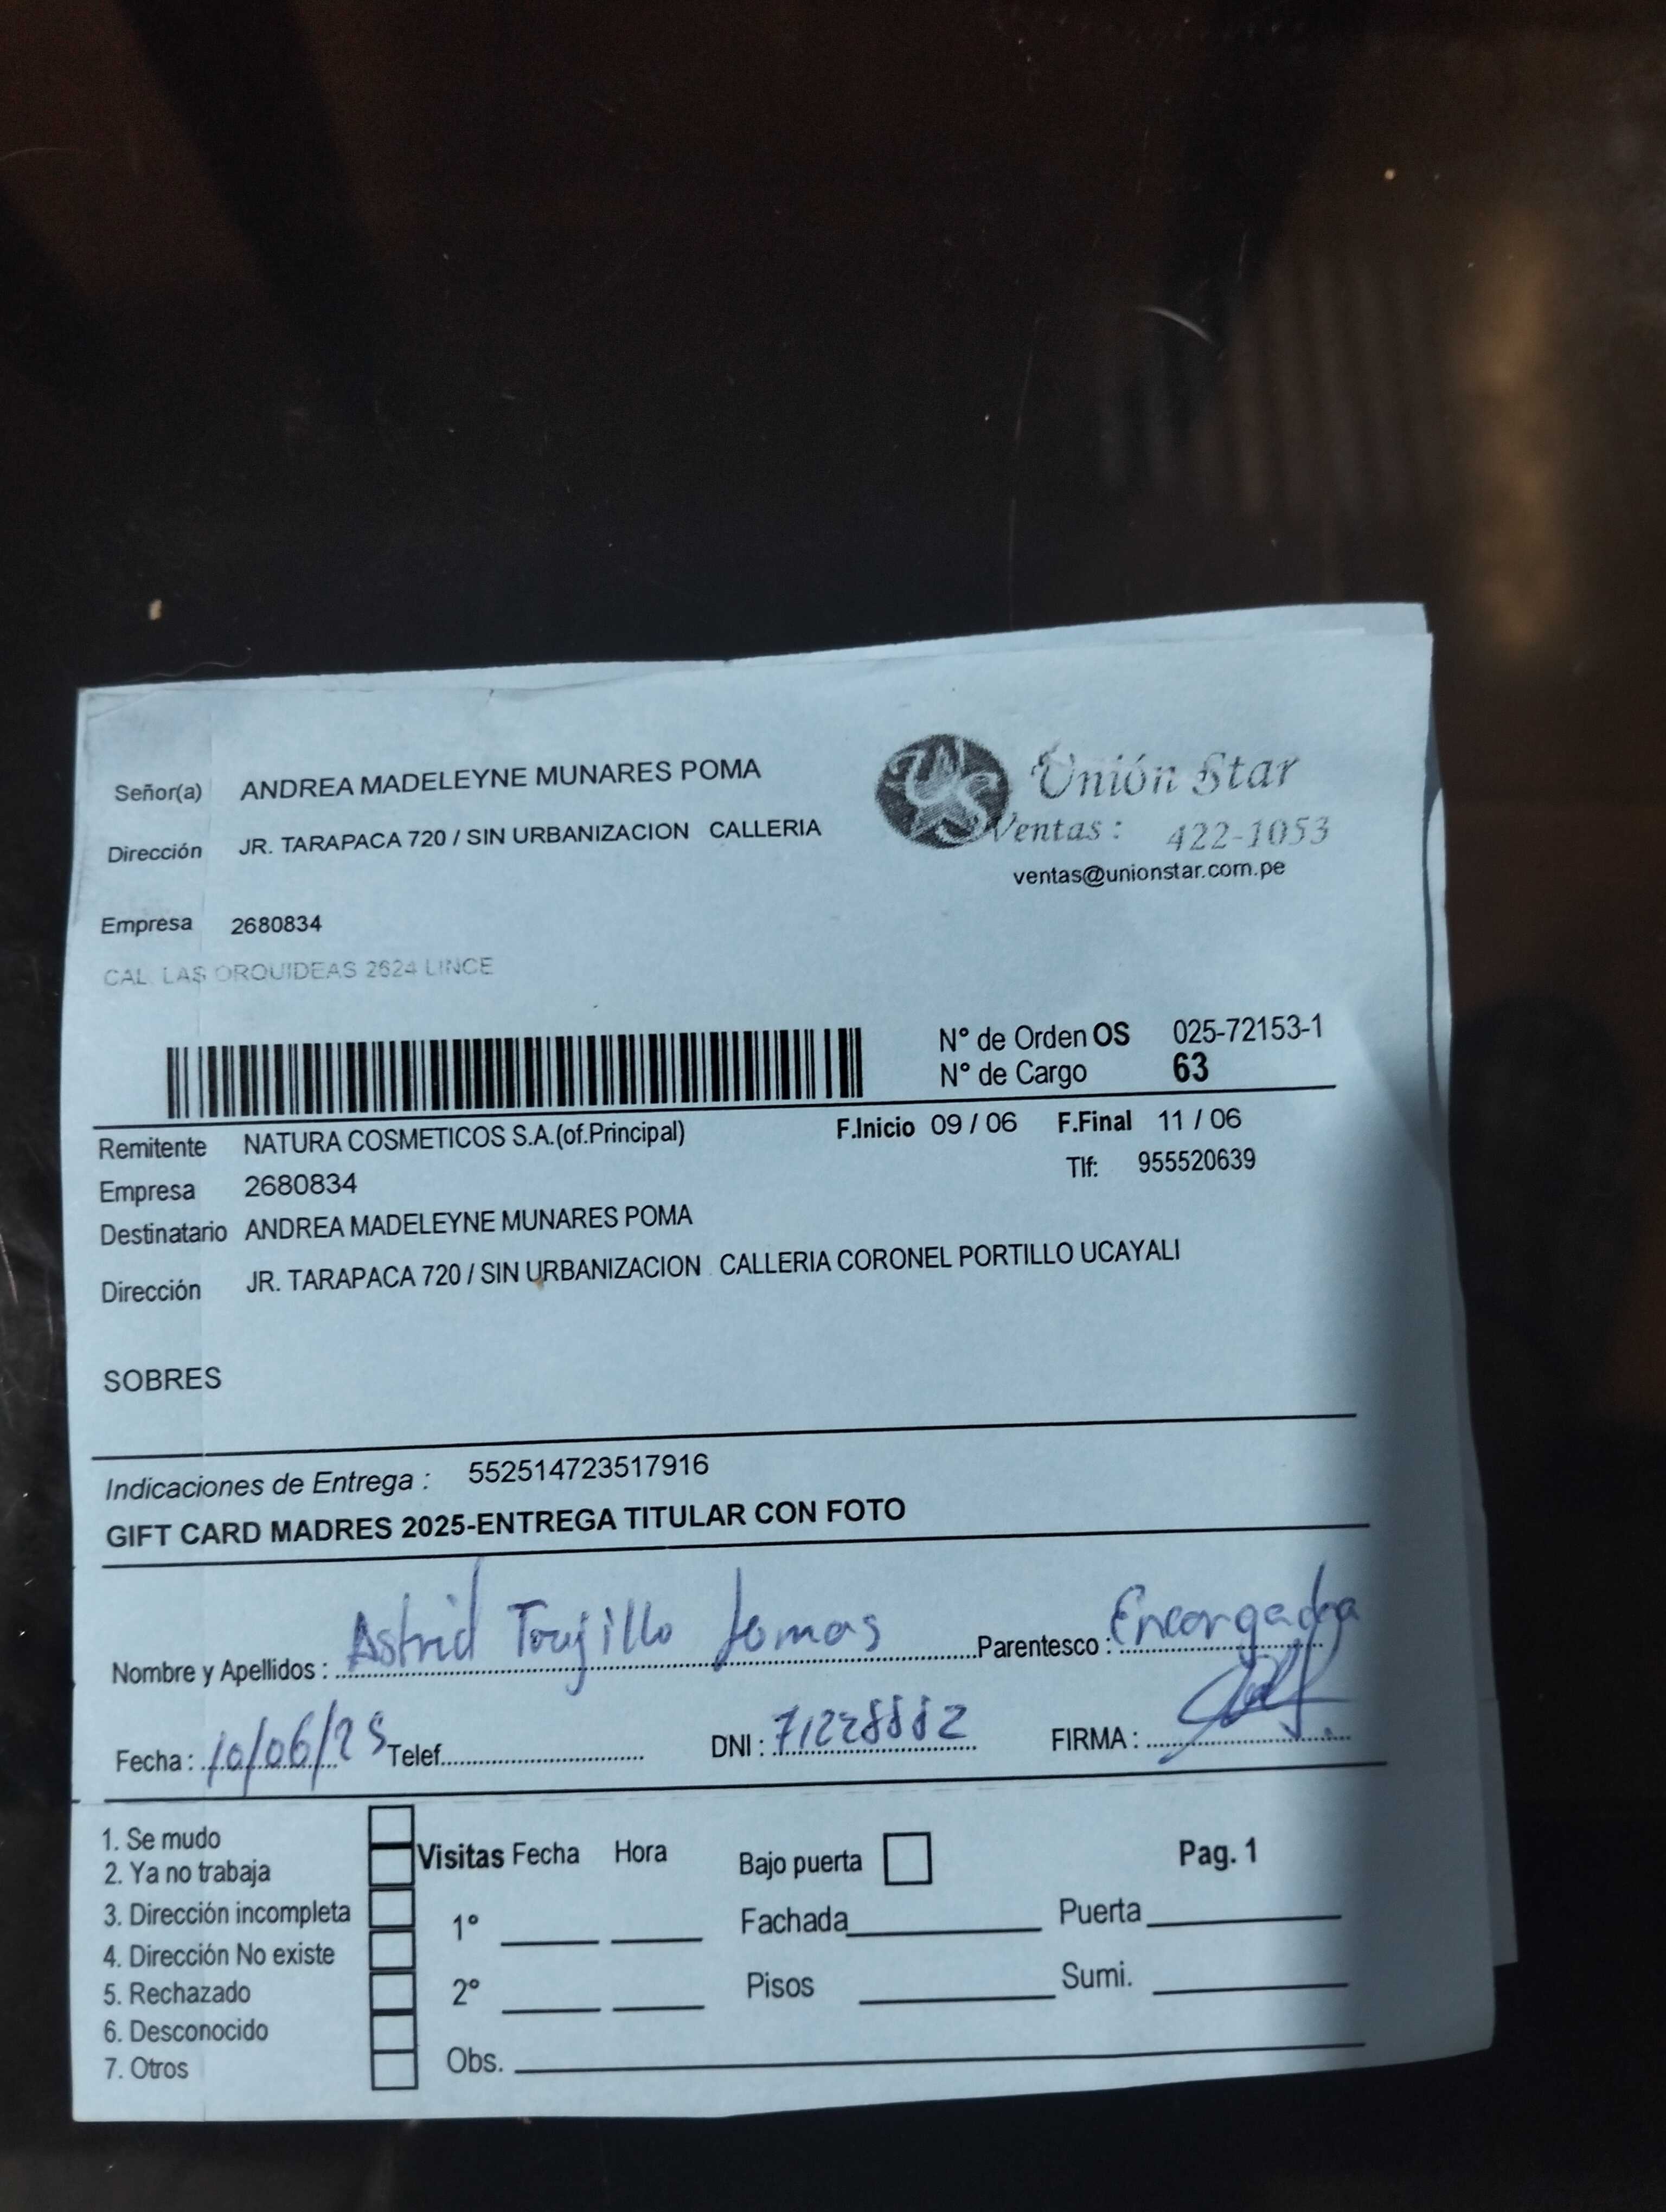 Señor(a) ANDREA MADELEYNE MUNARES POMA
Unión Star
Dirección JR. TARAPACA 720 / SIN URBANIZACION CALLERIA
Ventas : 422-1053
ventas@unionstar.com.pe
Empresa 2680834
CAL. LAS ORQUIDEAS 2624 LINCE
N° de Orden OS 025-72153-1
N° de Cargo 63
Remitente NATURA COSMETICOS S.A.(of.Principal) F.Inicio 09 / 06 F.Final 11 / 06
Empresa 2680834 Tlf: 955520639
Destinatario ANDREA MADELEYNE MUNARES POMA
Dirección JR. TARAPACA 720 / SIN URBANIZACION CALLERIA CORONEL PORTILLO UCAYALI
SOBRES
Indicaciones de Entrega : 552514723517916
GIFT CARD MADRES 2025-ENTREGA TITULAR CON FOTO
Nombre y Apellidos : Astrid Trujillo Parentesco : Encargada
Fecha : 10/06/25 Telef. DNI : FIRMA :
1. Se mudo
2. Ya no trabaja
3. Dirección incompleta
4. Dirección No existe
5. Rechazado
6. Desconocido
7. Otros
Visitas Fecha Hora Bajo puerta Pag. 1
1° Fachada Puerta
2° Pisos Sumi.
Obs.